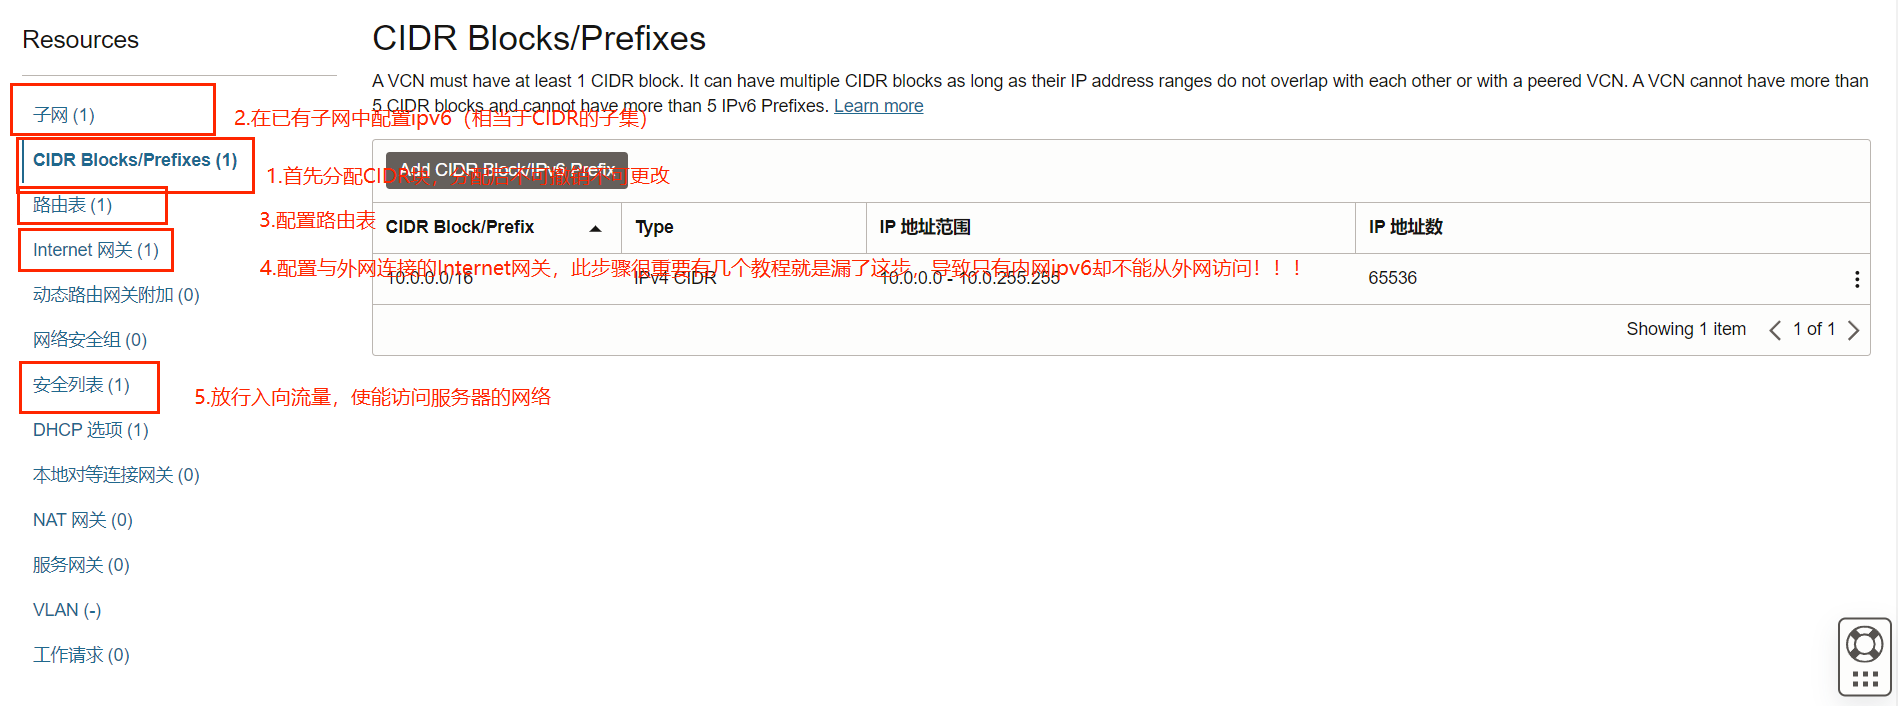 Resources
子网 (1)
CIDR Blocks/Prefixes (1)
路由表 (1)
Internet 网关 (1)
动态路由网关附加 (0)
网络安全组 (0)
安全列表 (1)
DHCP 选项 (1)
本地对等连接网关 (0)
NAT 网关 (0)
服务网关 (0)
VLAN (-)
工作请求 (0)
CIDR Blocks/Prefixes
A VCN must have at least 1 CIDR block. It can have multiple CIDR blocks as long as their IP address ranges do not overlap with each other or with a peered VCN. A VCN cannot have more than
5 CIDR blocks and cannot have more than 5 IPv6 Prefixes. Learn more
2.在已有子网中配置ipv6（相当于CIDR的子集）
Add CIDR Block/IPv6 Prefix
1.首先分配CIDR块，分配后不可撤销不可更改
3.配置路由表
CIDR Block/Prefix
Type
IP 地址范围
IP 地址数
4.配置与外网连接的Internet网关，此步骤很重要有几个教程就是漏了这步，导致只有内网ipv6却不能从外网访问！！！
10.0.0.0/16
IPv4 CIDR
10.0.0.0 - 10.0.255.255
65536
Showing 1 item
1 of 1
5.放行入向流量，使能访问服务器的网络